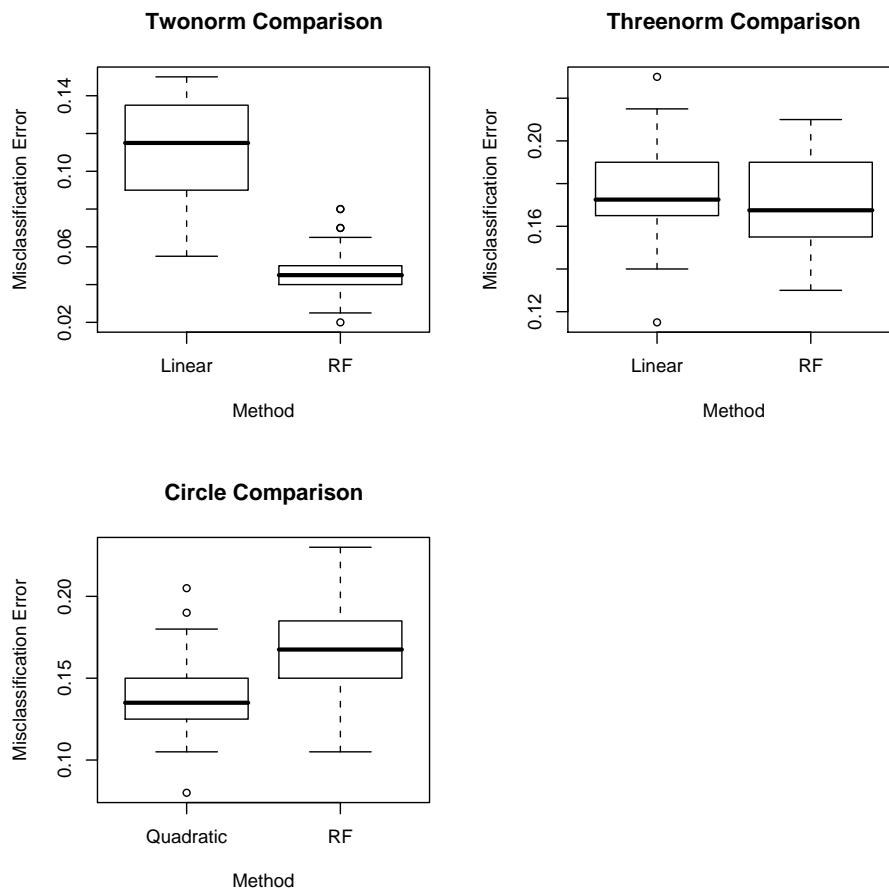 Twonorm Comparison
Misclassification Error
0.02
0.06
0.10
0.14
Linear
RF
Method
Threenorm Comparison
Misclassification Error
0.12
0.16
0.20
Linear
RF
Method
Circle Comparison
Misclassification Error
0.10
0.15
0.20
Quadratic
RF
Method